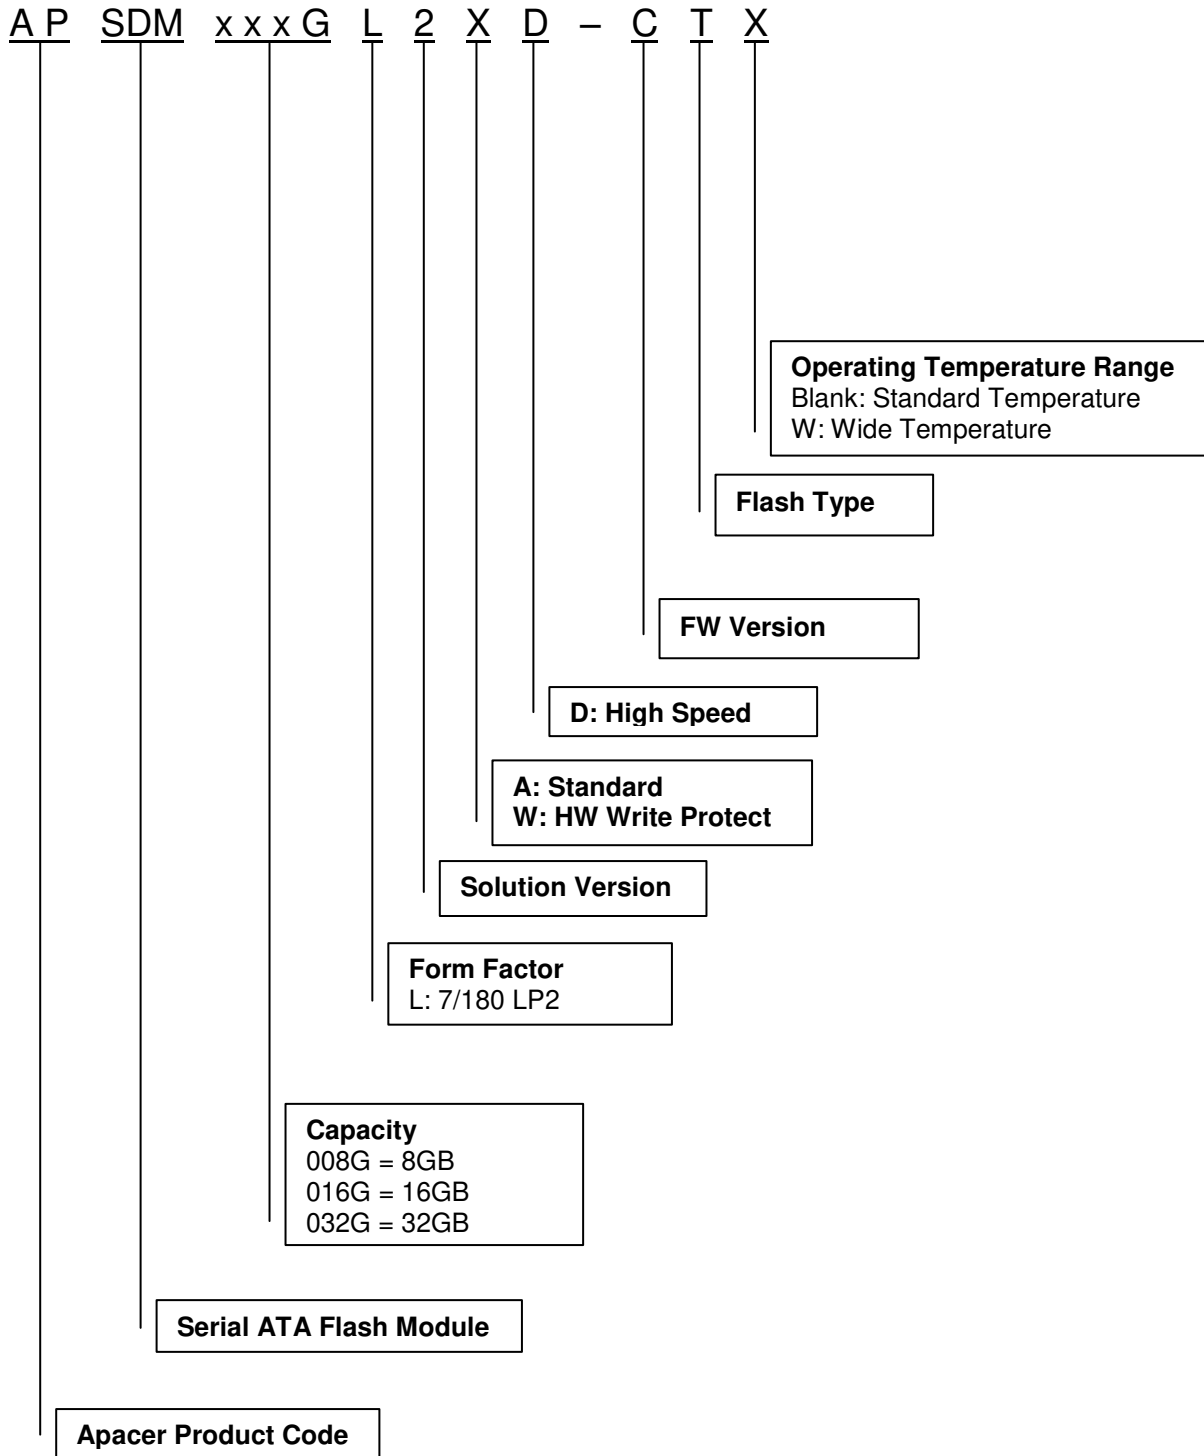 AP SDM xxxG L 2 X D – C T X
Operating Temperature Range
Blank: Standard Temperature
W: Wide Temperature
Flash Type
FW Version
D: High Speed
A: Standard
W: HW Write Protect
Solution Version
Form Factor
L: 7/180 LP2
Capacity
008G = 8GB
016G = 16GB
032G = 32GB
Serial ATA Flash Module
Apacer Product Code